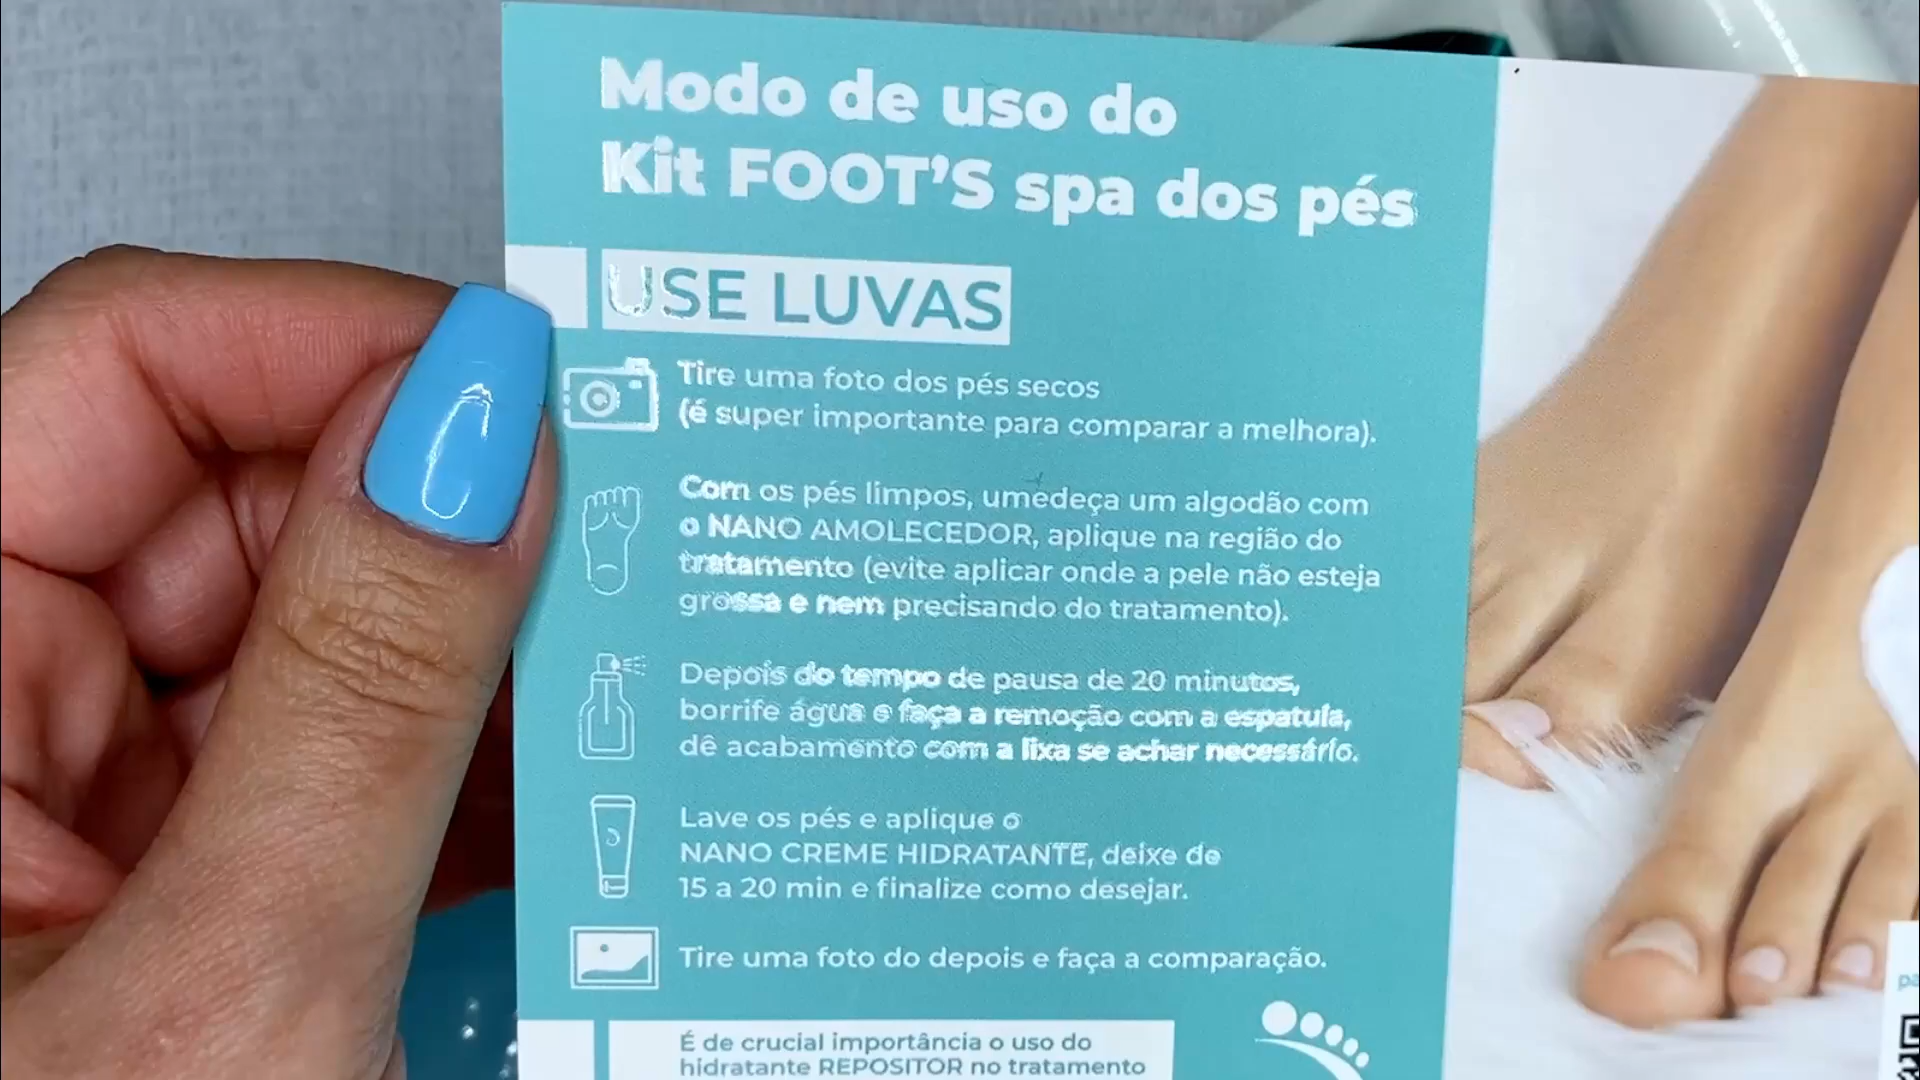 Modo de uso do
Kit FOOT'S spa dos pés
USE LUVAS
Tire uma foto dos pés secos
(é super importante para comparar a melhora).
Com os pés limpos, umedeça um algodão com
o NANO AMOLECEDOR, aplique na região do
tratamento (evite aplicar onde a pele não esteja
grossa e nem precisando do tratamento).
Depois do tempo de pausa de 20 minutos,
borrife água e faça a remoção com a espatula,
dê acabamento com a lixa se achar necessário.
Lave os pés e aplique o
NANO CREME HIDRATANTE, deixe de
15 a 20 min e finalize como desejar.
Tire uma foto do depois e faça a comparação.
É de crucial importância o uso do
hidratante REPOSITOR no tratamento